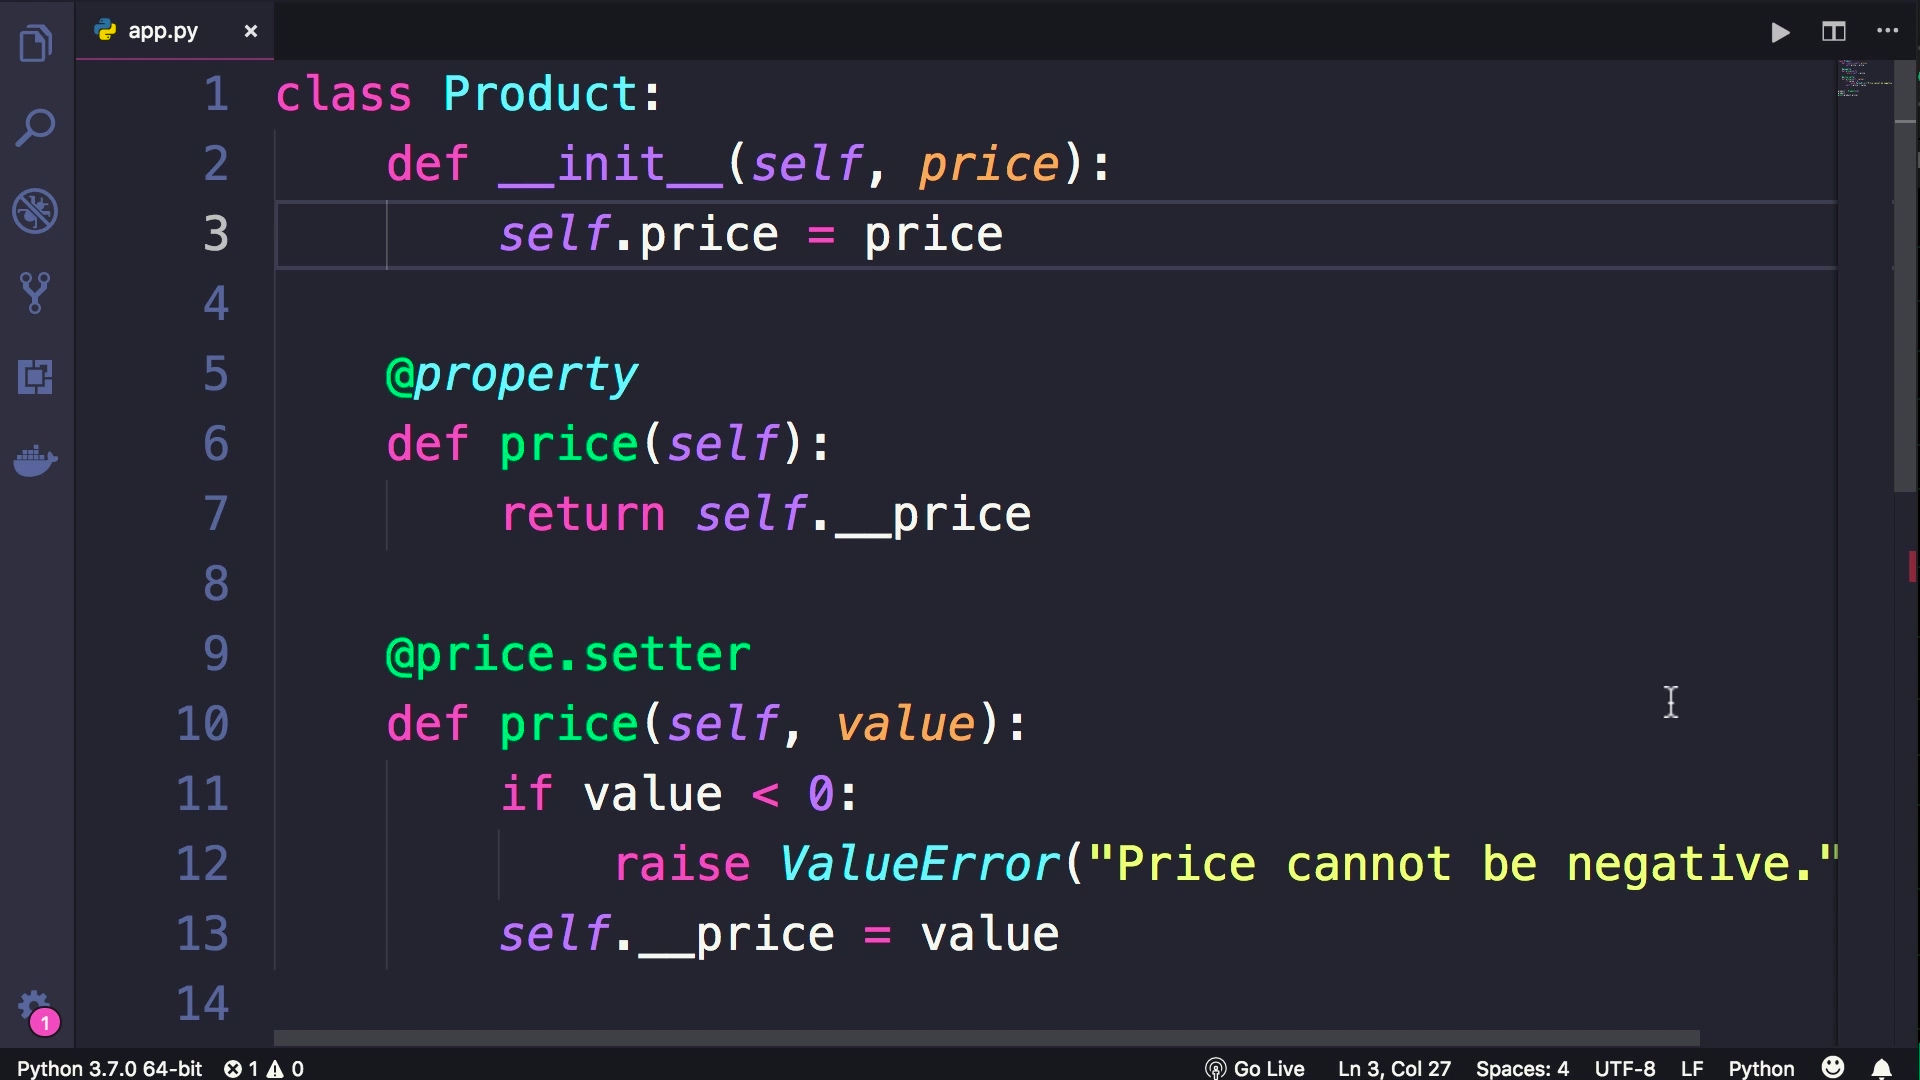 app.py ×
1 class Product:
2     def __init__(self, price):
3         self.price = price
4
5     @property
6     def price(self):
7         return self.__price
8
9     @price.setter
10     def price(self, value):
11         if value < 0:
12             raise ValueError("Price cannot be negative."
13         self.__price = value
14
1
Python 3.7.0 64-bit 1 0 Go Live Ln 3, Col 27 Spaces: 4 UTF-8 LF Python